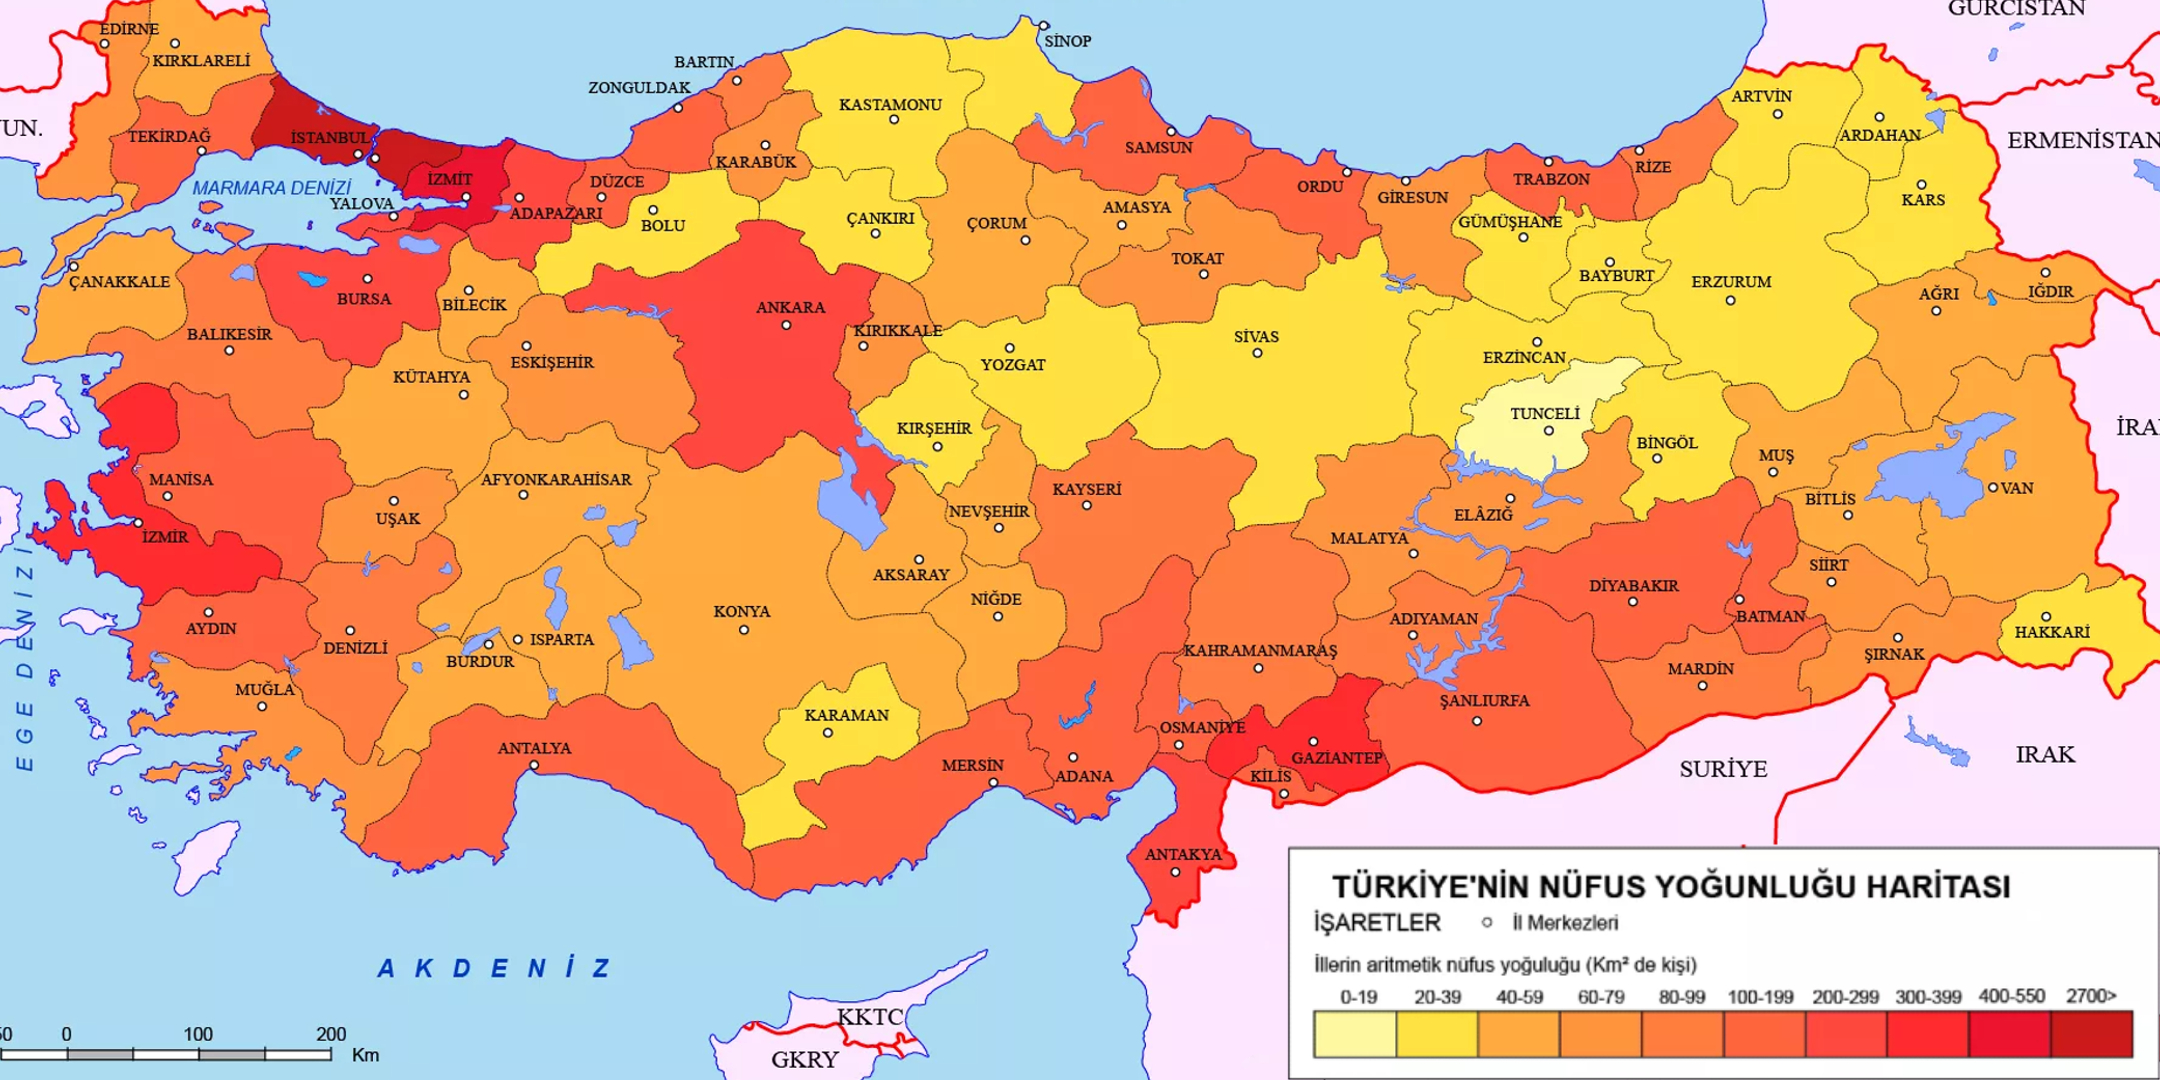 GÜRCİSTAN
EDİRNE
KIRKLARELİ
SİNOP
BARTIN
ZONGULDAK
KASTAMONU
ARTVİN
ARDAHAN
ERMENİSTAN
YUN.
TEKİRDAĞ
İSTANBUL
SAMSUN
KARABÜK
TRABZON
RİZE
İZMİT
DÜZCE
ORDU
GİRESUN
KARS
MARMARA DENİZİ
YALOVA
ADAPAZARI
BOLU
ÇANKIRI
ÇORUM
AMASYA
GÜMÜŞHANE
TOKAT
BAYBURT
ERZURUM
ÇANAKKALE
BURSA
BİLECİK
ANKARA
AĞRI
IĞDIR
BALIKESİR
KIRIKKALE
SİVAS
ESKİŞEHİR
YOZGAT
ERZİNCAN
KÜTAHYA
TUNCELİ
KIRŞEHİR
BİNGÖL
İRA
MANİSA
AFYONKARAHİSAR
KAYSERİ
MUŞ
VAN
UŞAK
NEVŞEHİR
ELÂZIĞ
BİTLİS
İZMİR
MALATYA
AKSARAY
SİİRT
DİYABAKIR
NİĞDE
KONYA
BATMAN
AYDIN
ISPARTA
ADIYAMAN
HAKKARİ
DENİZLİ
BURDUR
KAHRAMANMARAŞ
ŞIRNAK
MARDİN
EGE DENİZİ
MUĞLA
ŞANLIURFA
KARAMAN
OSMANİYE
ANTALYA
GAZİANTEP
IRAK
MERSİN
ADANA
KİLİS
SURİYE
ANTAKYA
AKDENİZ
KKTC
GKRY
50 0 100 200
Km
TÜRKİYE'NİN NÜFUS YOĞUNLUĞU HARİTASI
İŞARETLER İl Merkezleri
İllerin aritmetik nüfus yoğuluğu (Km² de kişi)
0-19 20-39 40-59 60-79 80-99 100-199 200-299 300-399 400-550 2700>